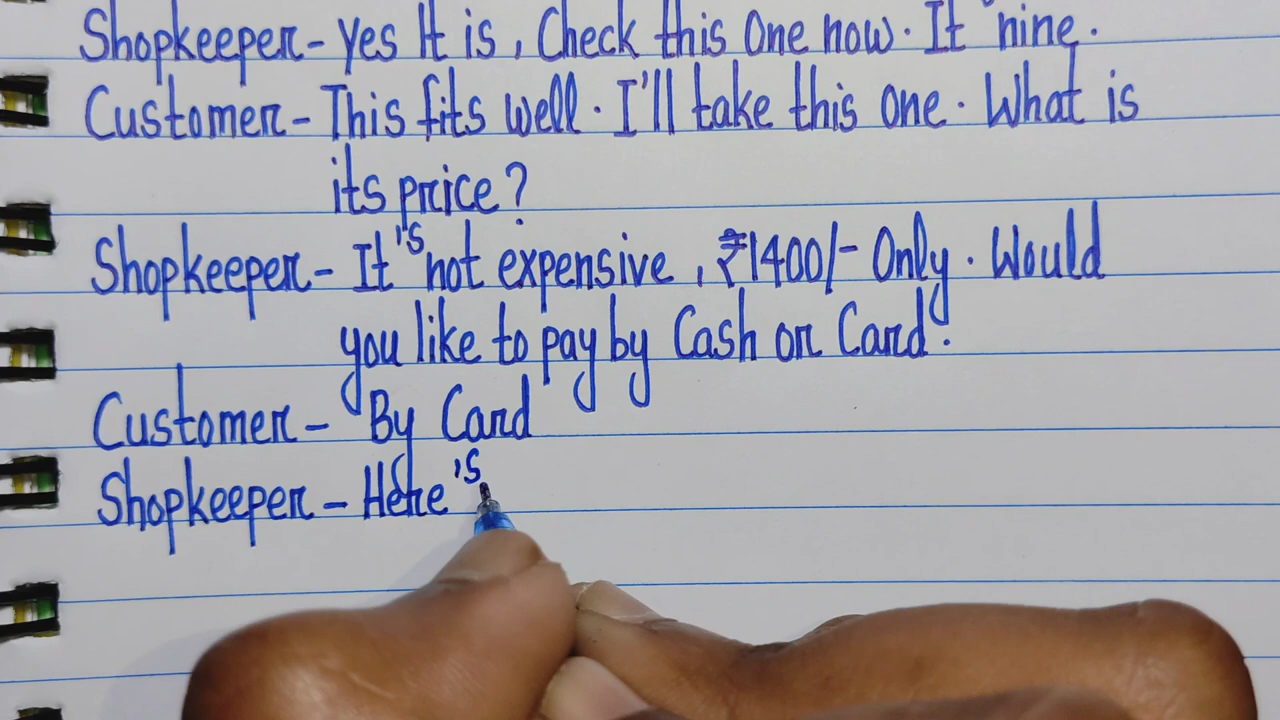 Shopkeeper - Yes It is, Check this One now. It "nine.
Customer - This fits well. I'll take this one. What is
its price?
Shopkeeper - It's not expensive, ₹1400/- Only. Would
you like to pay by Cash or Card?
Customer - By Card
Shopkeeper - Here's